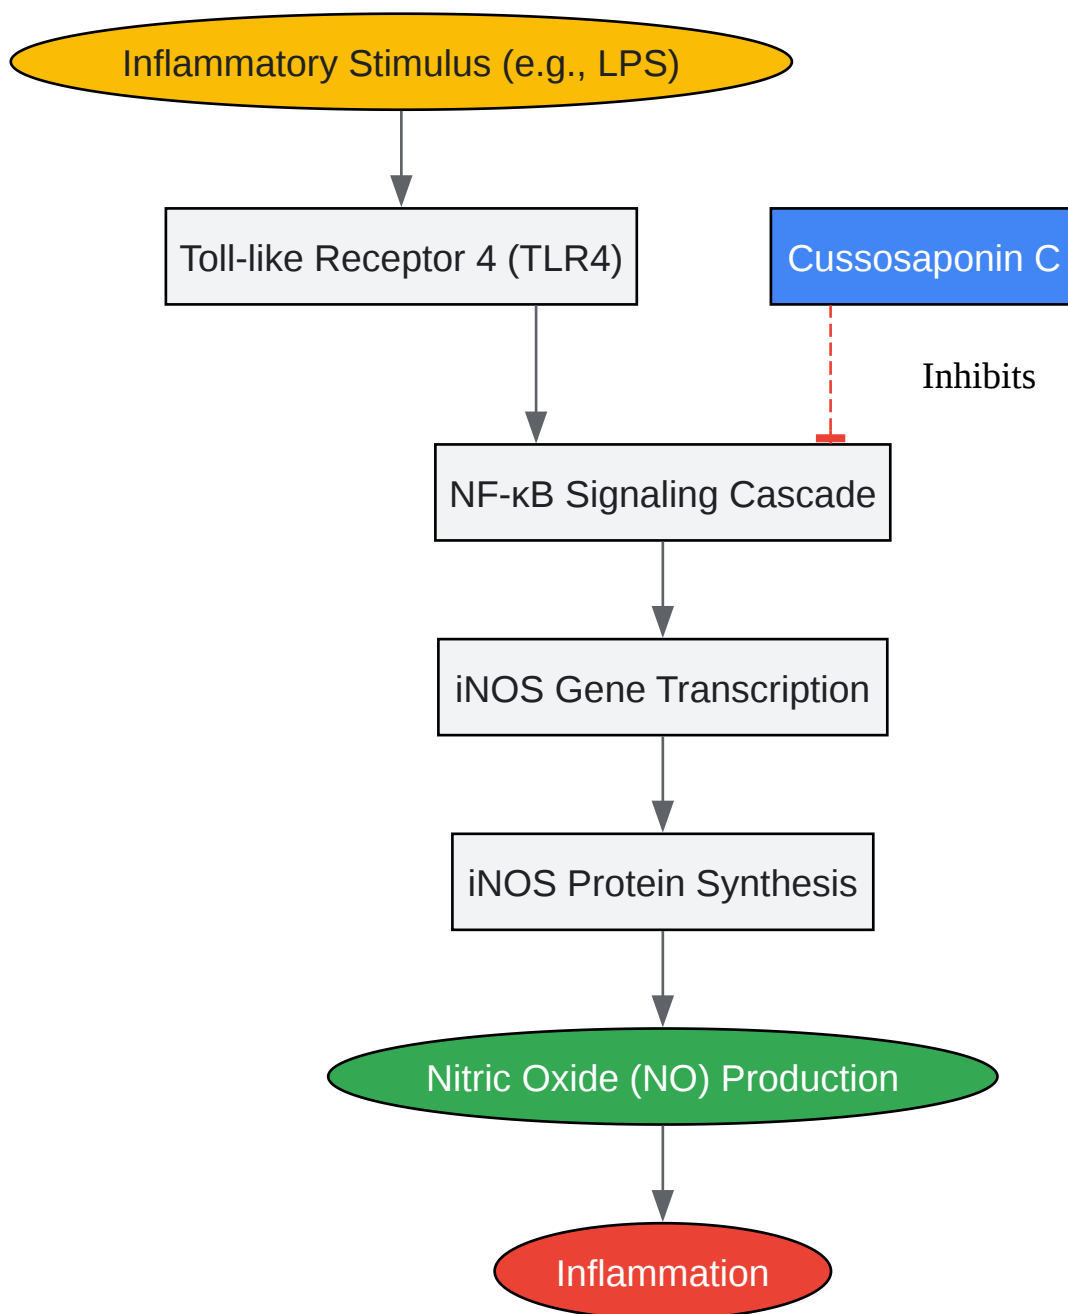 Inflammatory Stimulus (e.g., LPS)
Toll-like Receptor 4 (TLR4)
Cussosaponin C
Inhibits
NF-κB Signaling Cascade
iNOS Gene Transcription
iNOS Protein Synthesis
Nitric Oxide (NO) Production
Inflammation